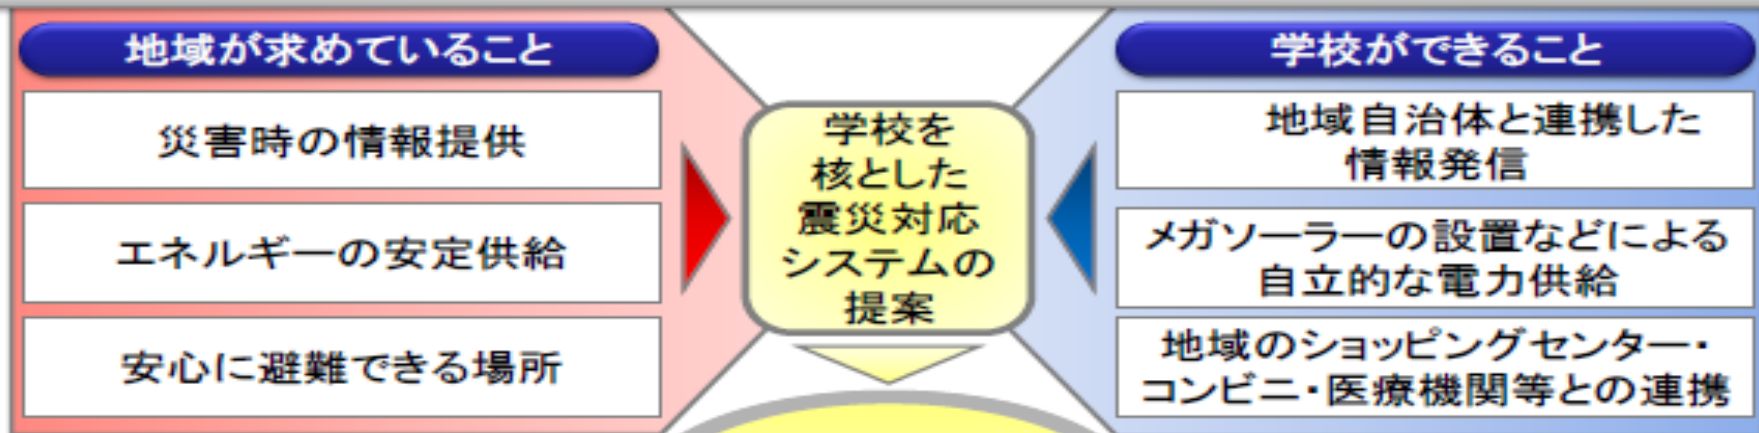 地域が求めていること
災害時の情報提供
エネルギーの安定供給
安心に避難できる場所
学校を
核とした
震災対応
システムの
提案
学校ができること
地域自治体と連携した
情報発信
メガソーラーの設置などによる
自立的な電力供給
地域のショッピングセンター・
コンビニ・医療機関等との連携